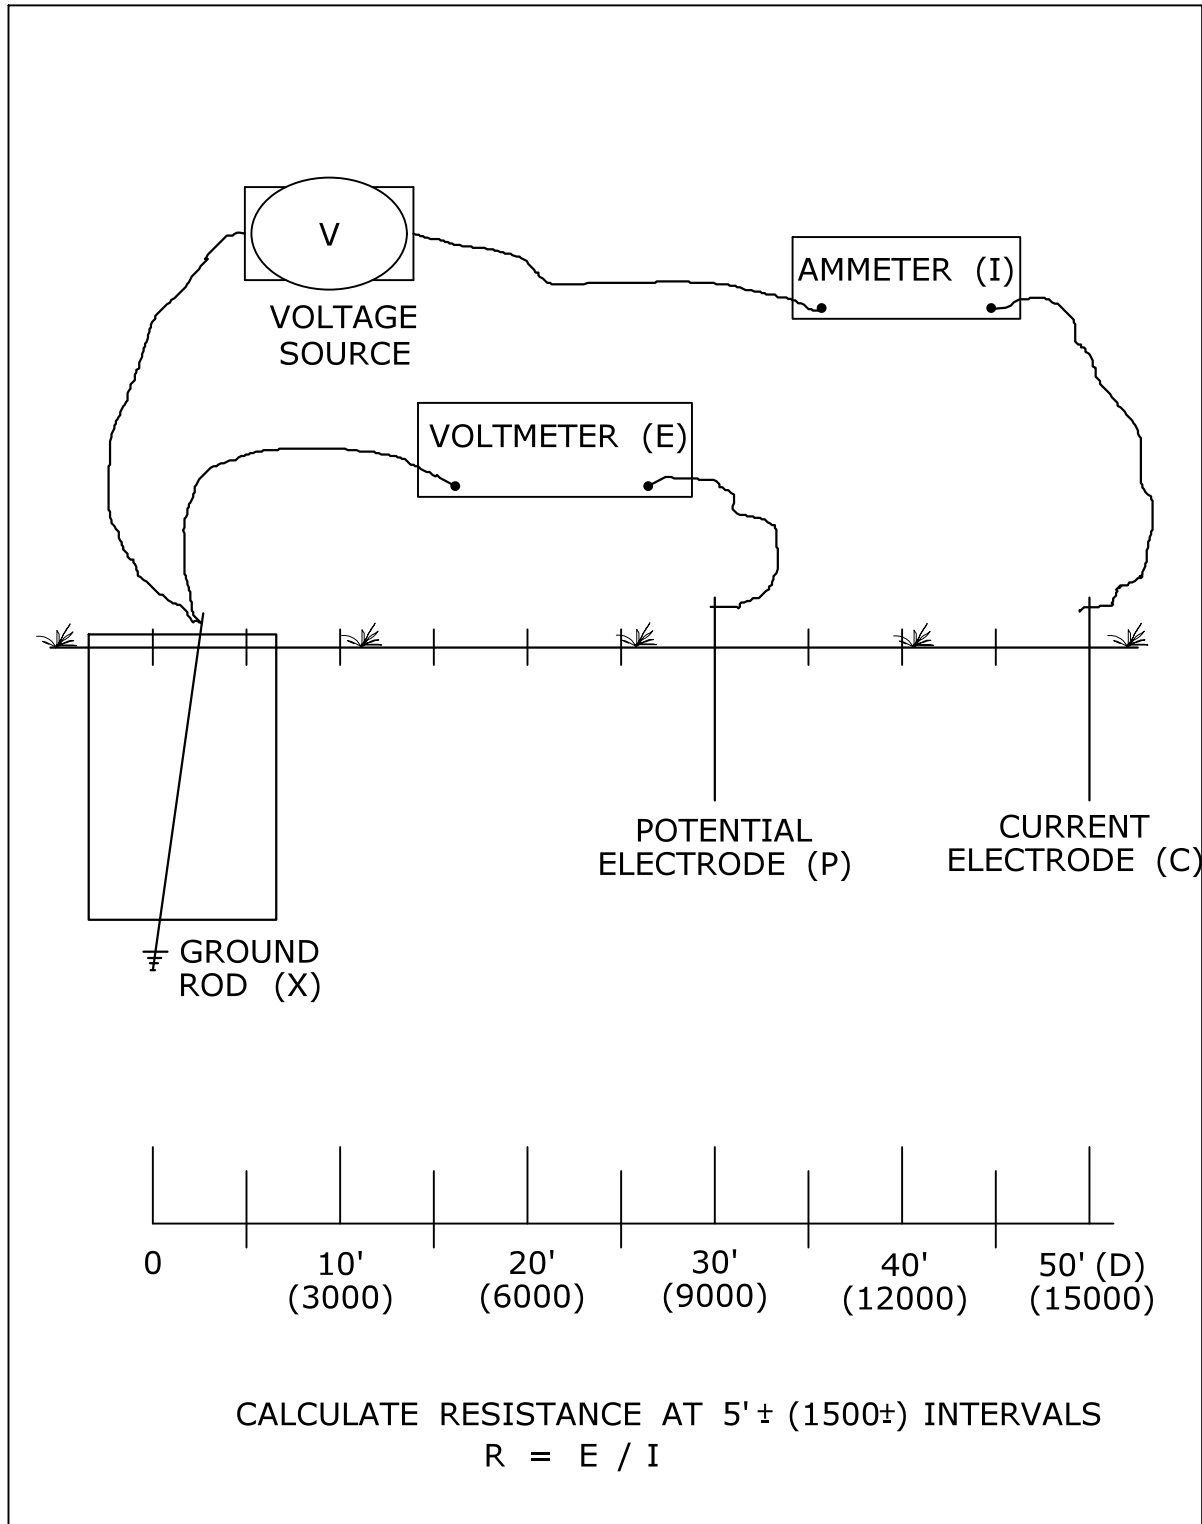 V
VOLTAGE
SOURCE
AMMETER (I)
VOLTMETER (E)
POTENTIAL
ELECTRODE (P)
CURRENT
ELECTRODE (C)
GROUND
ROD (X)
0
10'
(3000)
20'
(6000)
30'
(9000)
40'
(12000)
50' (D)
(15000)
CALCULATE RESISTANCE AT 5'± (1500±) INTERVALS
R = E / I